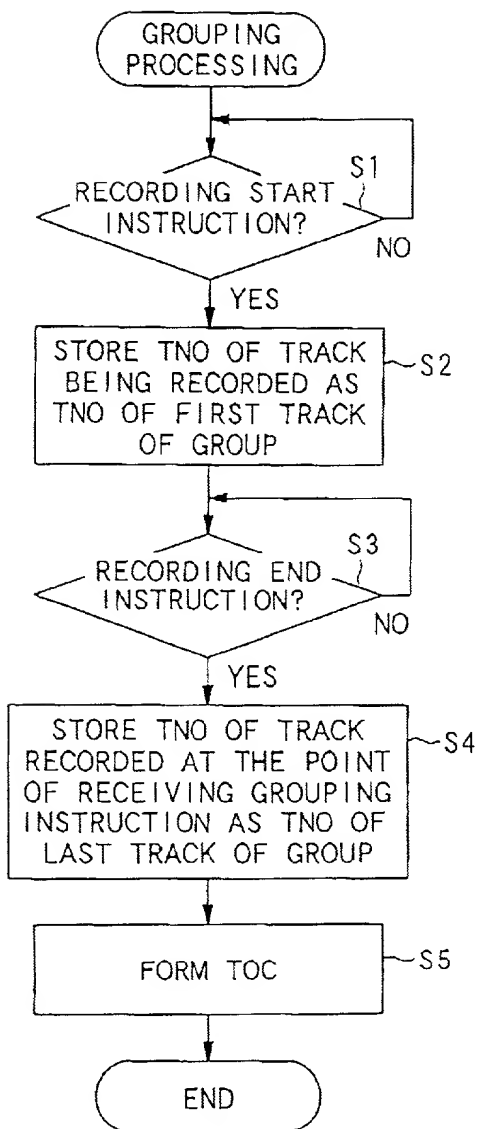 GROUPING
PROCESSING
S1
RECORDING START
INSTRUCTION?
NO
YES
STORE TNO OF TRACK
BEING RECORDED AS
TNO OF FIRST TRACK
OF GROUP
S2
S3
RECORDING END
INSTRUCTION?
NO
YES
STORE TNO OF TRACK
RECORDED AT THE POINT
OF RECEIVING GROUPING
INSTRUCTION AS TNO OF
LAST TRACK OF GROUP
S4
FORM TOC
S5
END